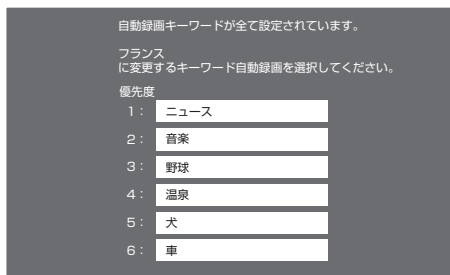 自動録画キーワードが全て設定されています。
フランス
に変更するキーワード自動録画を選択してください。
優先度
1： ニュース
2： 音楽
3： 野球
4： 温泉
5： 犬
6： 車